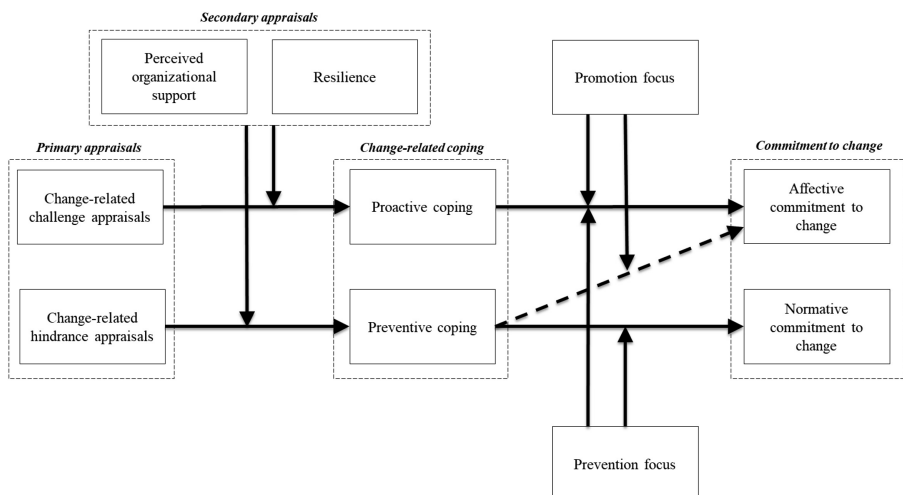 Secondary appraisals
Perceived
organizational
support
Resilience
Promotion focus
Primary appraisals
Change-related coping
Commitment to change
Change-related
challenge appraisals
Proactive coping
Affective
commitment to
change
Change-related
hindrance appraisals
Preventive coping
Normative
commitment to
change
Prevention focus